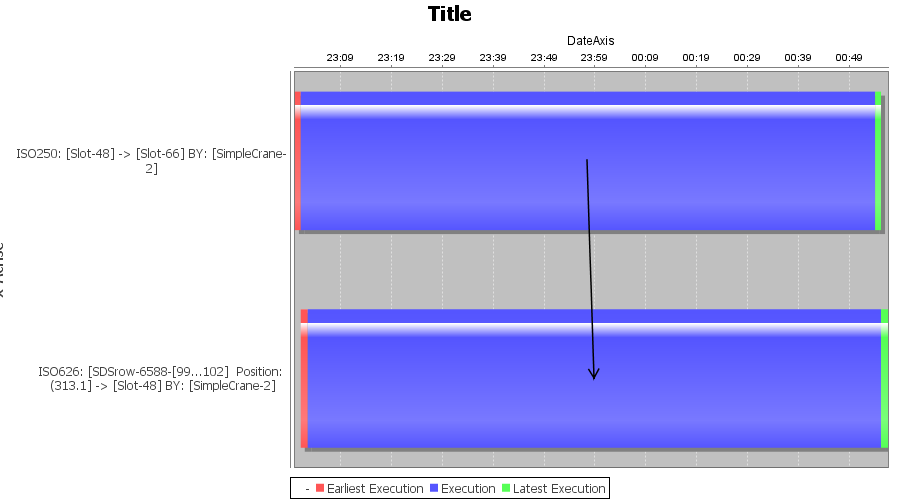 Title
DateAxis
23:09 23:19 23:29 23:39 23:49 23:59 00:09 00:19 00:29 00:39 00:49
ISO250: [Slot-48] -> [Slot-66] BY: [SimpleCrane-
2]
ISO626: [SDSrow-6588-[99...102] Position:
(313.1] -> [Slot-48] BY: [SimpleCrane-2]
- Earliest Execution Execution Latest Execution